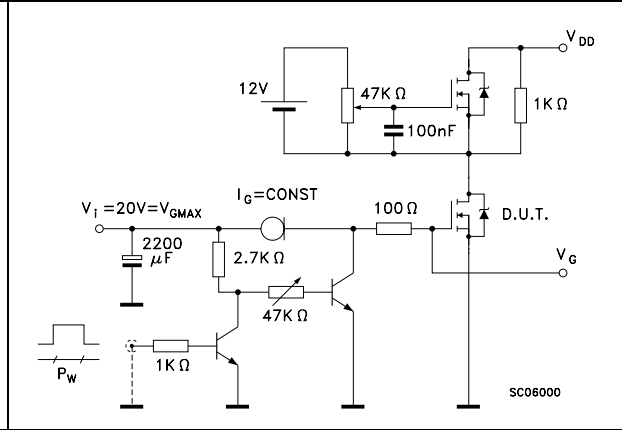 V_DD
12V
47K Ω
1K Ω
100nF
I_G=CONST
V_i =20V=V_GMAX
100 Ω
D.U.T.
2200
μF
2.7K Ω
V_G
47K Ω
1K Ω
P_W
SC06000